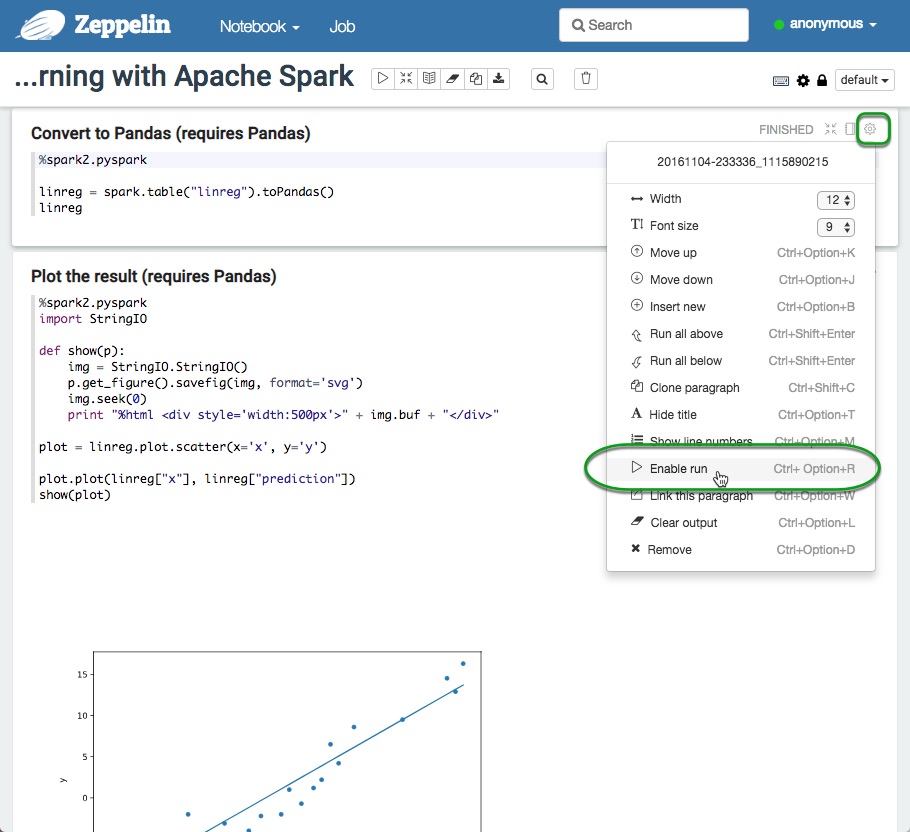 Zeppelin Notebook Job Search anonymous
...rning with Apache Spark default
Convert to Pandas (requires Pandas) FINISHED
%spark2.pyspark
linreg = spark.table("linreg").toPandas()
linreg
20161104-233336_1115890215
Width 12
Font size 9
Move up Ctrl+Option+K
Move down Ctrl+Option+J
Insert new Ctrl+Option+B
Run all above Ctrl+Shift+Enter
Run all below Ctrl+Shift+Enter
Clone paragraph Ctrl+Shift+C
Hide title Ctrl+Option+T
Show line numbers Ctrl+Option+M
Enable run Ctrl+ Option+R
Link this paragraph Ctrl+Option+W
Clear output Ctrl+Option+L
Remove Ctrl+Option+D
Plot the result (requires Pandas)
%spark2.pyspark
import StringIO
def show(p):
img = StringIO.StringIO()
p.get_figure().savefig(img, format='svg')
img.seek(0)
print "%html <div style='width:500px'>" + img.buf + "</div>"
plot = linreg.plot.scatter(x='x', y='y')
plot.plot(linreg["x"], linreg["prediction"])
show(plot)
15
10
5
y
0